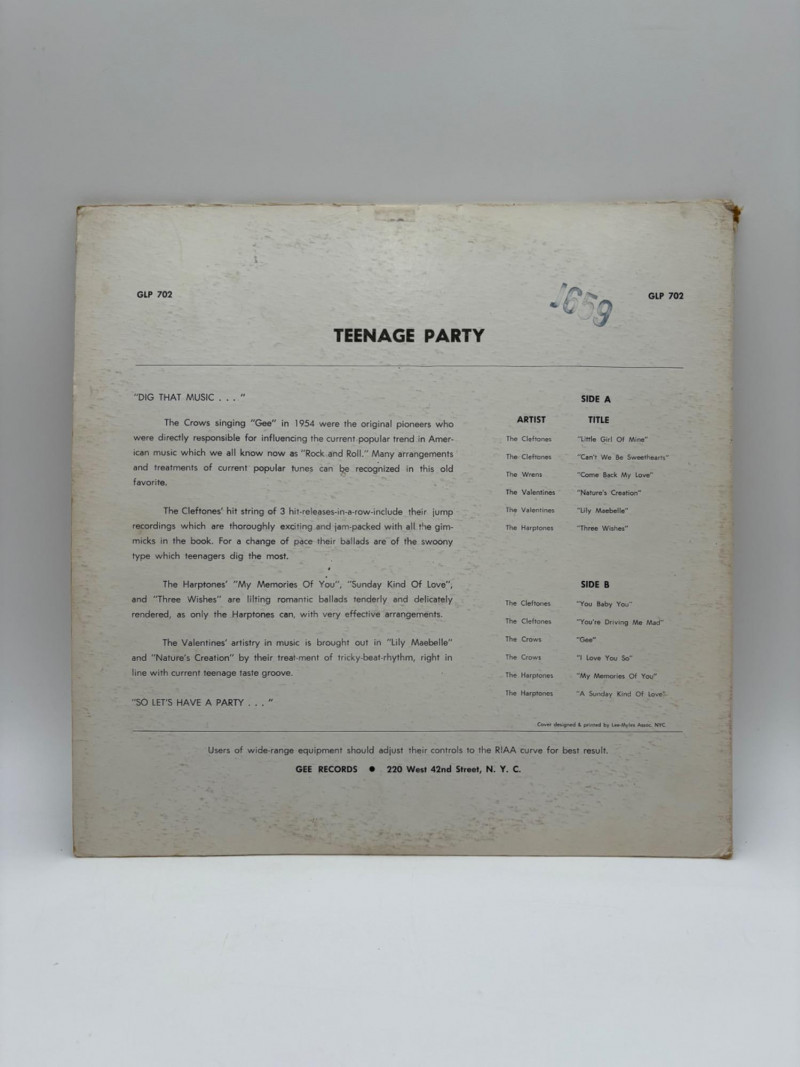 GLP 702
J659
GLP 702
TEENAGE PARTY
"DIG THAT MUSIC . . . "
The Crows singing "Gee" in 1954 were the original pioneers who
were directly responsible for influencing the current popular trend in Amer-
ican music which we all know now as "Rock and Roll." Many arrangements
and treatments of current popular tunes can be recognized in this old
favorite.
The Cleftones' hit string of 3 hit-releases-in-a-row-include their jump
recordings which are thoroughly exciting and jam-packed with all the gim-
micks in the book. For a change of pace their ballads are of the swoony
type which teenagers dig the most.
The Harptones' "My Memories Of You", "Sunday Kind Of Love",
and "Three Wishes" are lilting romantic ballads tenderly and delicately
rendered, as only the Harptones can, with very effective arrangements.
The Valentines' artistry in music is brought out in "Lily Maebelle"
and "Nature's Creation" by their treat-ment of tricky-beat-rhythm, right in
line with current teenage taste groove.
"SO LET'S HAVE A PARTY . . . "
SIDE A
ARTIST TITLE
The Cleftones "Little Girl Of Mine"
The Cleftones "Can't We Be Sweethearts"
The Wrens "Come Back My Love"
The Valentines "Nature's Creation"
The Valentines "Lily Maebelle"
The Harptones "Three Wishes"
SIDE B
The Cleftones "You Baby You"
The Cleftones "You're Driving Me Mad"
The Crows "Gee"
The Crows "I Love You So"
The Harptones "My Memories Of You"
The Harptones "A Sunday Kind Of Love"
Cover designed & printed by Lee-Myles Assoc. NYC.
Users of wide-range equipment should adjust their controls to the RIAA curve for best result.
GEE RECORDS ● 220 West 42nd Street, N. Y. C.